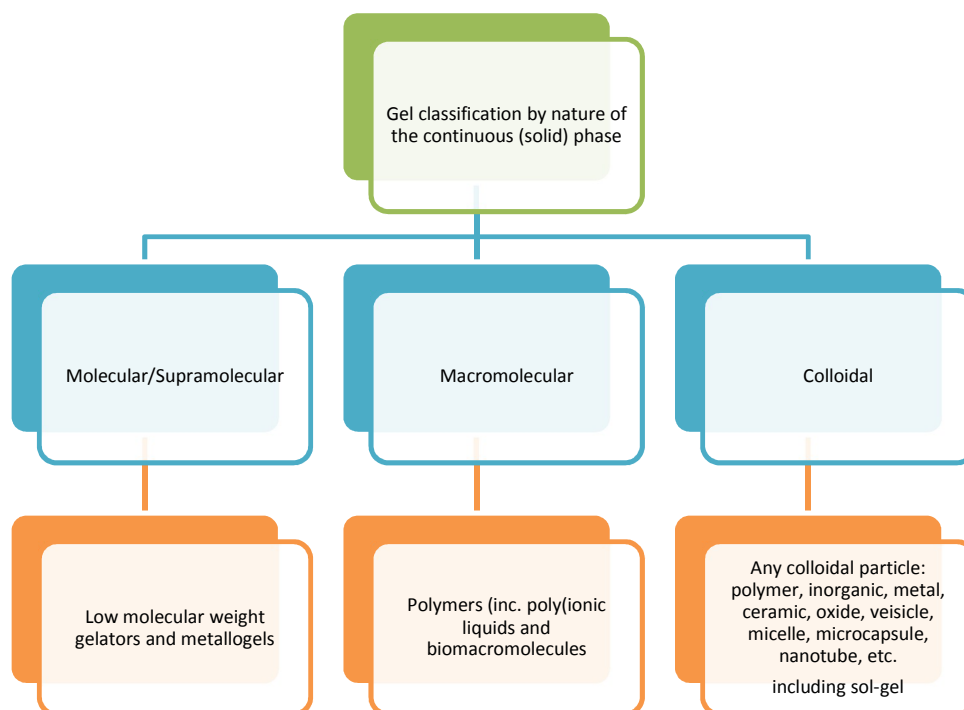 Gel classification by nature of
the continuous (solid) phase
Molecular/Supramolecular
Macromolecular
Colloidal
Low molecular weight
gelators and metallogels
Polymers (inc. poly(ionic
liquids and
biomacromolecules
Any colloidal particle:
polymer, inorganic, metal,
ceramic, oxide, veisicle,
micelle, microcapsule,
nanotube, etc.
including sol-gel